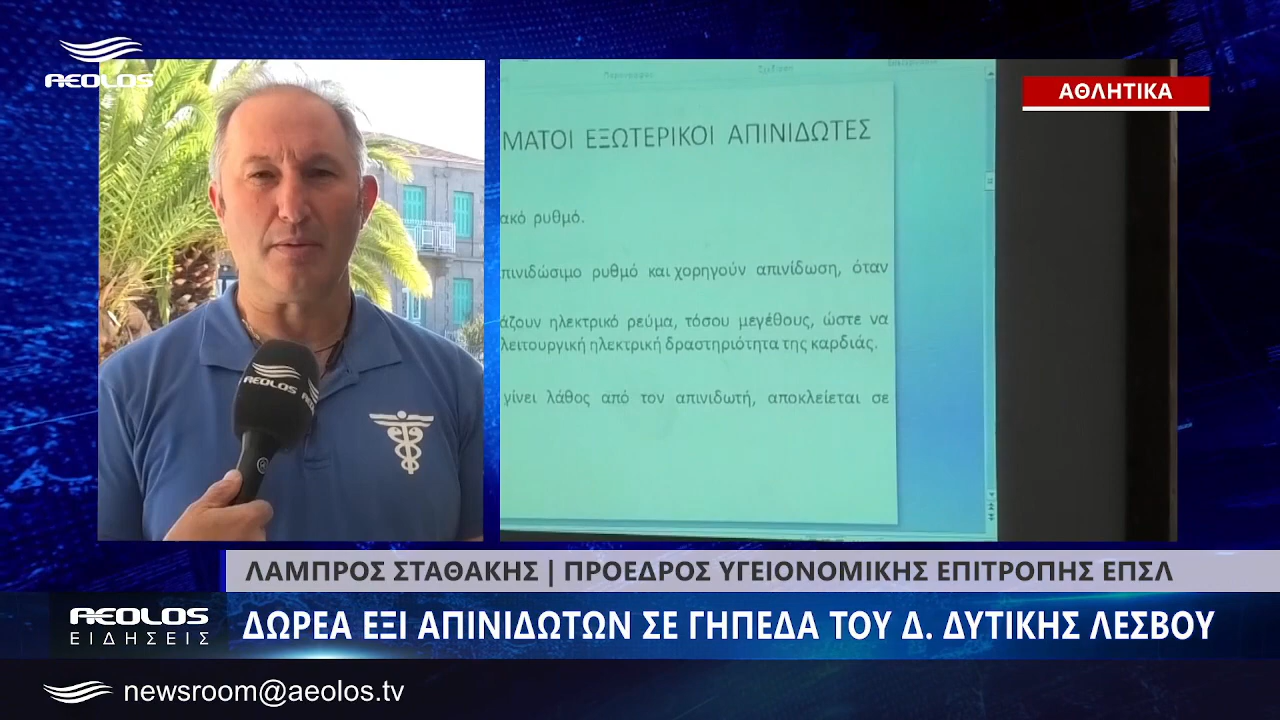 AEOLOS
ΑΘΛΗΤΙΚΑ
ΜΑΤΟΙ ΕΞΩΤΕΡΙΚΟΙ ΑΠΙΝΙΔΩΤΕΣ
ακό ρυθμό.
πινιδώσιμο ρυθμό και χορηγούν απινίδωση, όταν
άζουν ηλεκτρικό ρεύμα, τόσου μεγέθους, ώστε να
λειτουργική ηλεκτρική δραστηριότητα της καρδιάς.
γίνει λάθος από τον απινιδωτή, αποκλείεται σε
AEOLOS
ΛΑΜΠΡΟΣ ΣΤΑΘΑΚΗΣ | ΠΡΟΕΔΡΟΣ ΥΓΕΙΟΝΟΜΙΚΗΣ ΕΠΙΤΡΟΠΗΣ ΕΠΣΛ
AEOLOS
ΕΙΔΗΣΕΙΣ
ΔΩΡΕΑ ΕΞΙ ΑΠΙΝΙΔΩΤΩΝ ΣΕ ΓΗΠΕΔΑ ΤΟΥ Δ. ΔΥΤΙΚΗΣ ΛΕΣΒΟΥ
newsroom@aeolos.tv